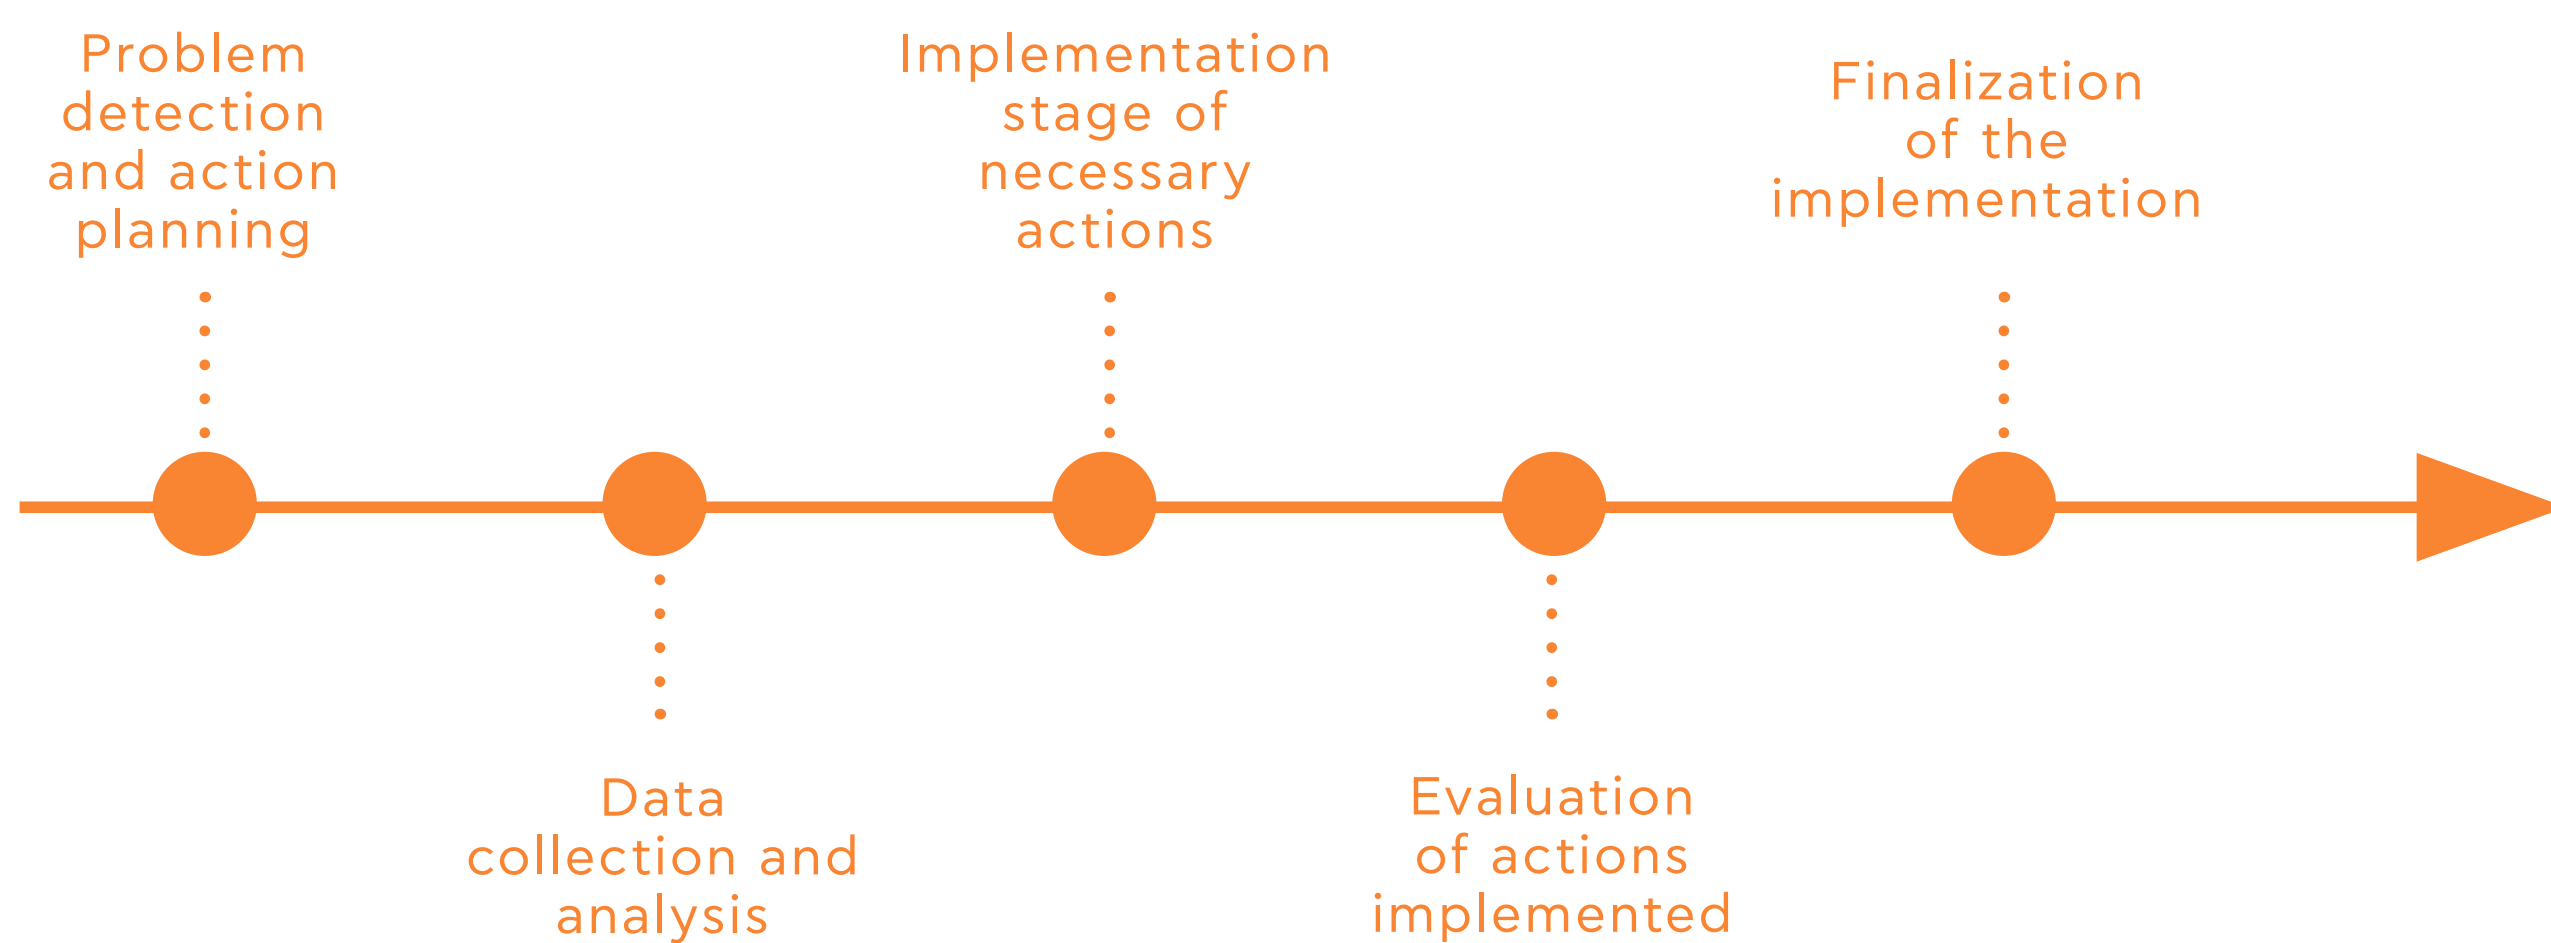 Problem
detection
and action
planning
Data
collection and
analysis
Implementation
stage of
necessary
actions
Evaluation
of actions
implemented
Finalization
of the
implementation